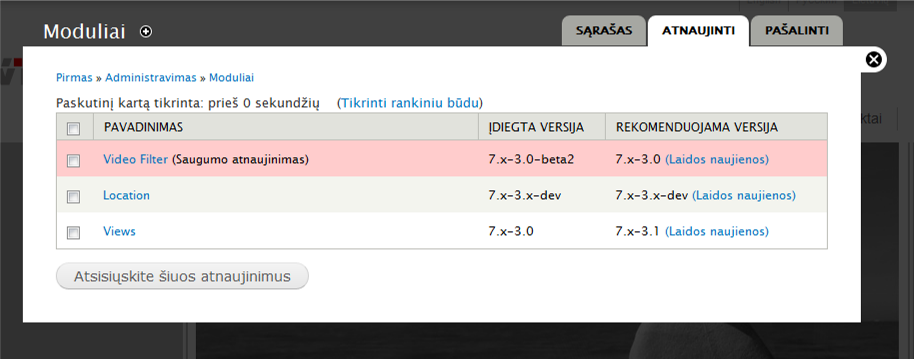 Moduliai
SĄRAŠAS
ATNAUJINTI
PAŠALINTI
Pirmas » Administravimas » Moduliai
Paskutinį kartą tikrinta: prieš 0 sekundžių (Tikrinti rankiniu būdu)
PAVADINIMAS ĮDIEGTA VERSIJA REKOMENDUOJAMA VERSIJA
Video Filter (Saugumo atnaujinimas) 7.x-3.0-beta2 7.x-3.0 (Laidos naujienos)
Location 7.x-3.x-dev 7.x-3.x-dev (Laidos naujienos)
Views 7.x-3.0 7.x-3.1 (Laidos naujienos)
Atsisiųskite šiuos atnaujinimus